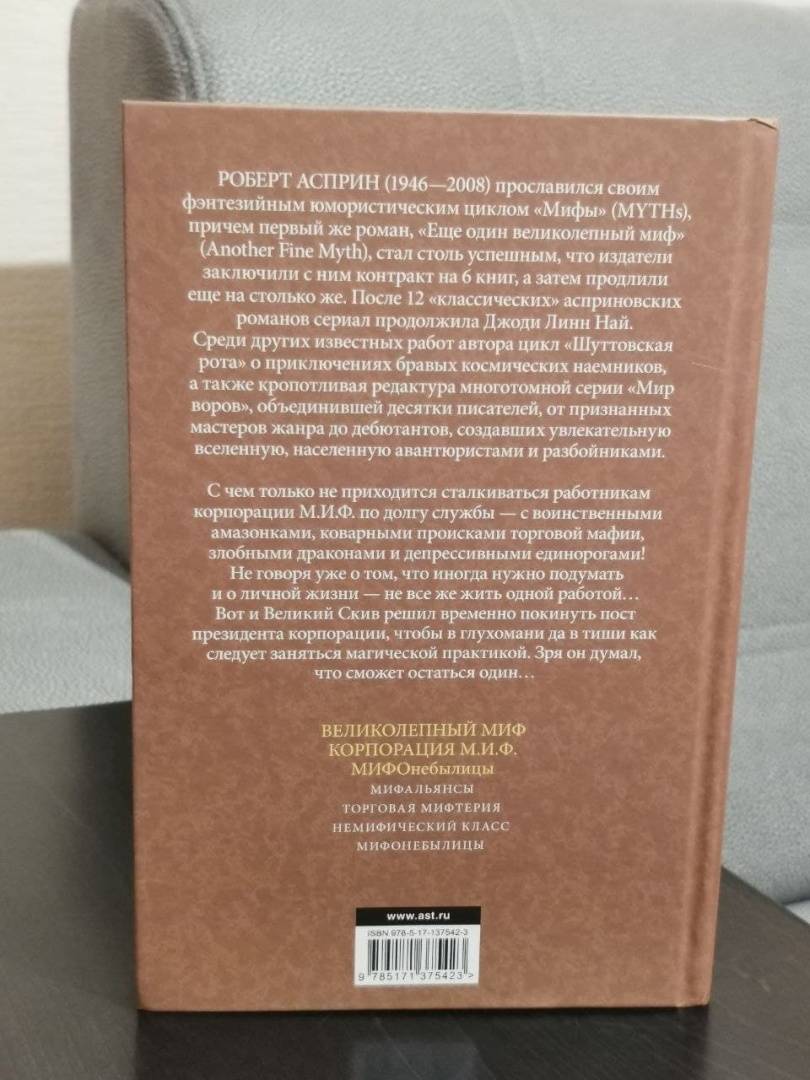 РОБЕРТ АСПРИН (1946—2008) прославился своим
фэнтезийным юмористическим циклом «Мифы» (MYTHs),
причем первый же роман, «Еще один великолепный миф»
(Another Fine Myth), стал столь успешным, что издатели
заключили с ним контракт на 6 книг, а затем продлили
еще на столько же. После 12 «классических» асприновских
романов сериал продолжила Джоди Линн Най.
Среди других известных работ автора цикл «Шуттовская
рота» о приключениях бравых космических наемников,
а также кропотливая редактура многотомной серии «Мир
воров», объединившей десятки писателей, от признанных
мастеров жанра до дебютантов, создавших увлекательную
вселенную, населенную авантюристами и разбойниками.
С чем только не приходится сталкиваться работникам
корпорации М.И.Ф. по долгу службы — с воинственными
амазонками, коварными происками торговой мафии,
злобными драконами и депрессивными единорогами!
Не говоря уже о том, что иногда нужно подумать
и о личной жизни — не все же жить одной работой…
Вот и Великий Скив решил временно покинуть пост
президента корпорации, чтобы в глухомани да в тиши как
следует заняться магической практикой. Зря он думал,
что сможет остаться один…
ВЕЛИКОЛЕПНЫЙ МИФ
КОРПОРАЦИЯ М.И.Ф.
МИФОнебылицы
МИФАЛЬЯНСЫ
ТОРГОВАЯ МИФТЕРИЯ
НЕМИФИЧЕСКИЙ КЛАСС
МИФОНЕБЫЛИЦЫ
www.ast.ru
ISBN 978-5-17-137542-3
9 785171 375423 >